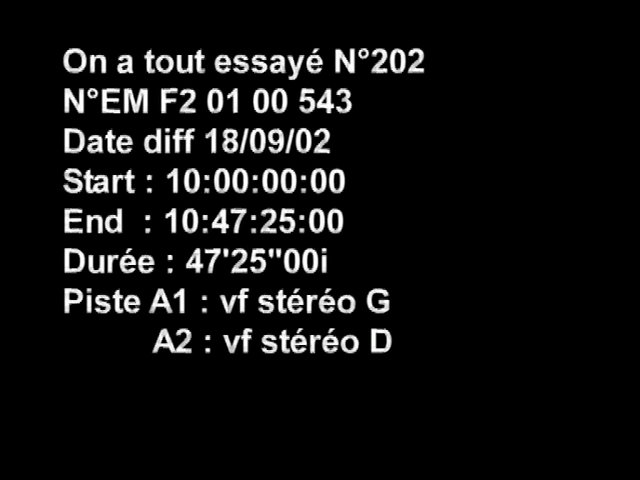 On a tout essayé N°202
N°EM F2 01 00 543
Date diff 18/09/02
Start : 10:00:00:00
End : 10:47:25:00
Durée : 47'25"00i
Piste A1 : vf stéréo G
A2 : vf stéréo D